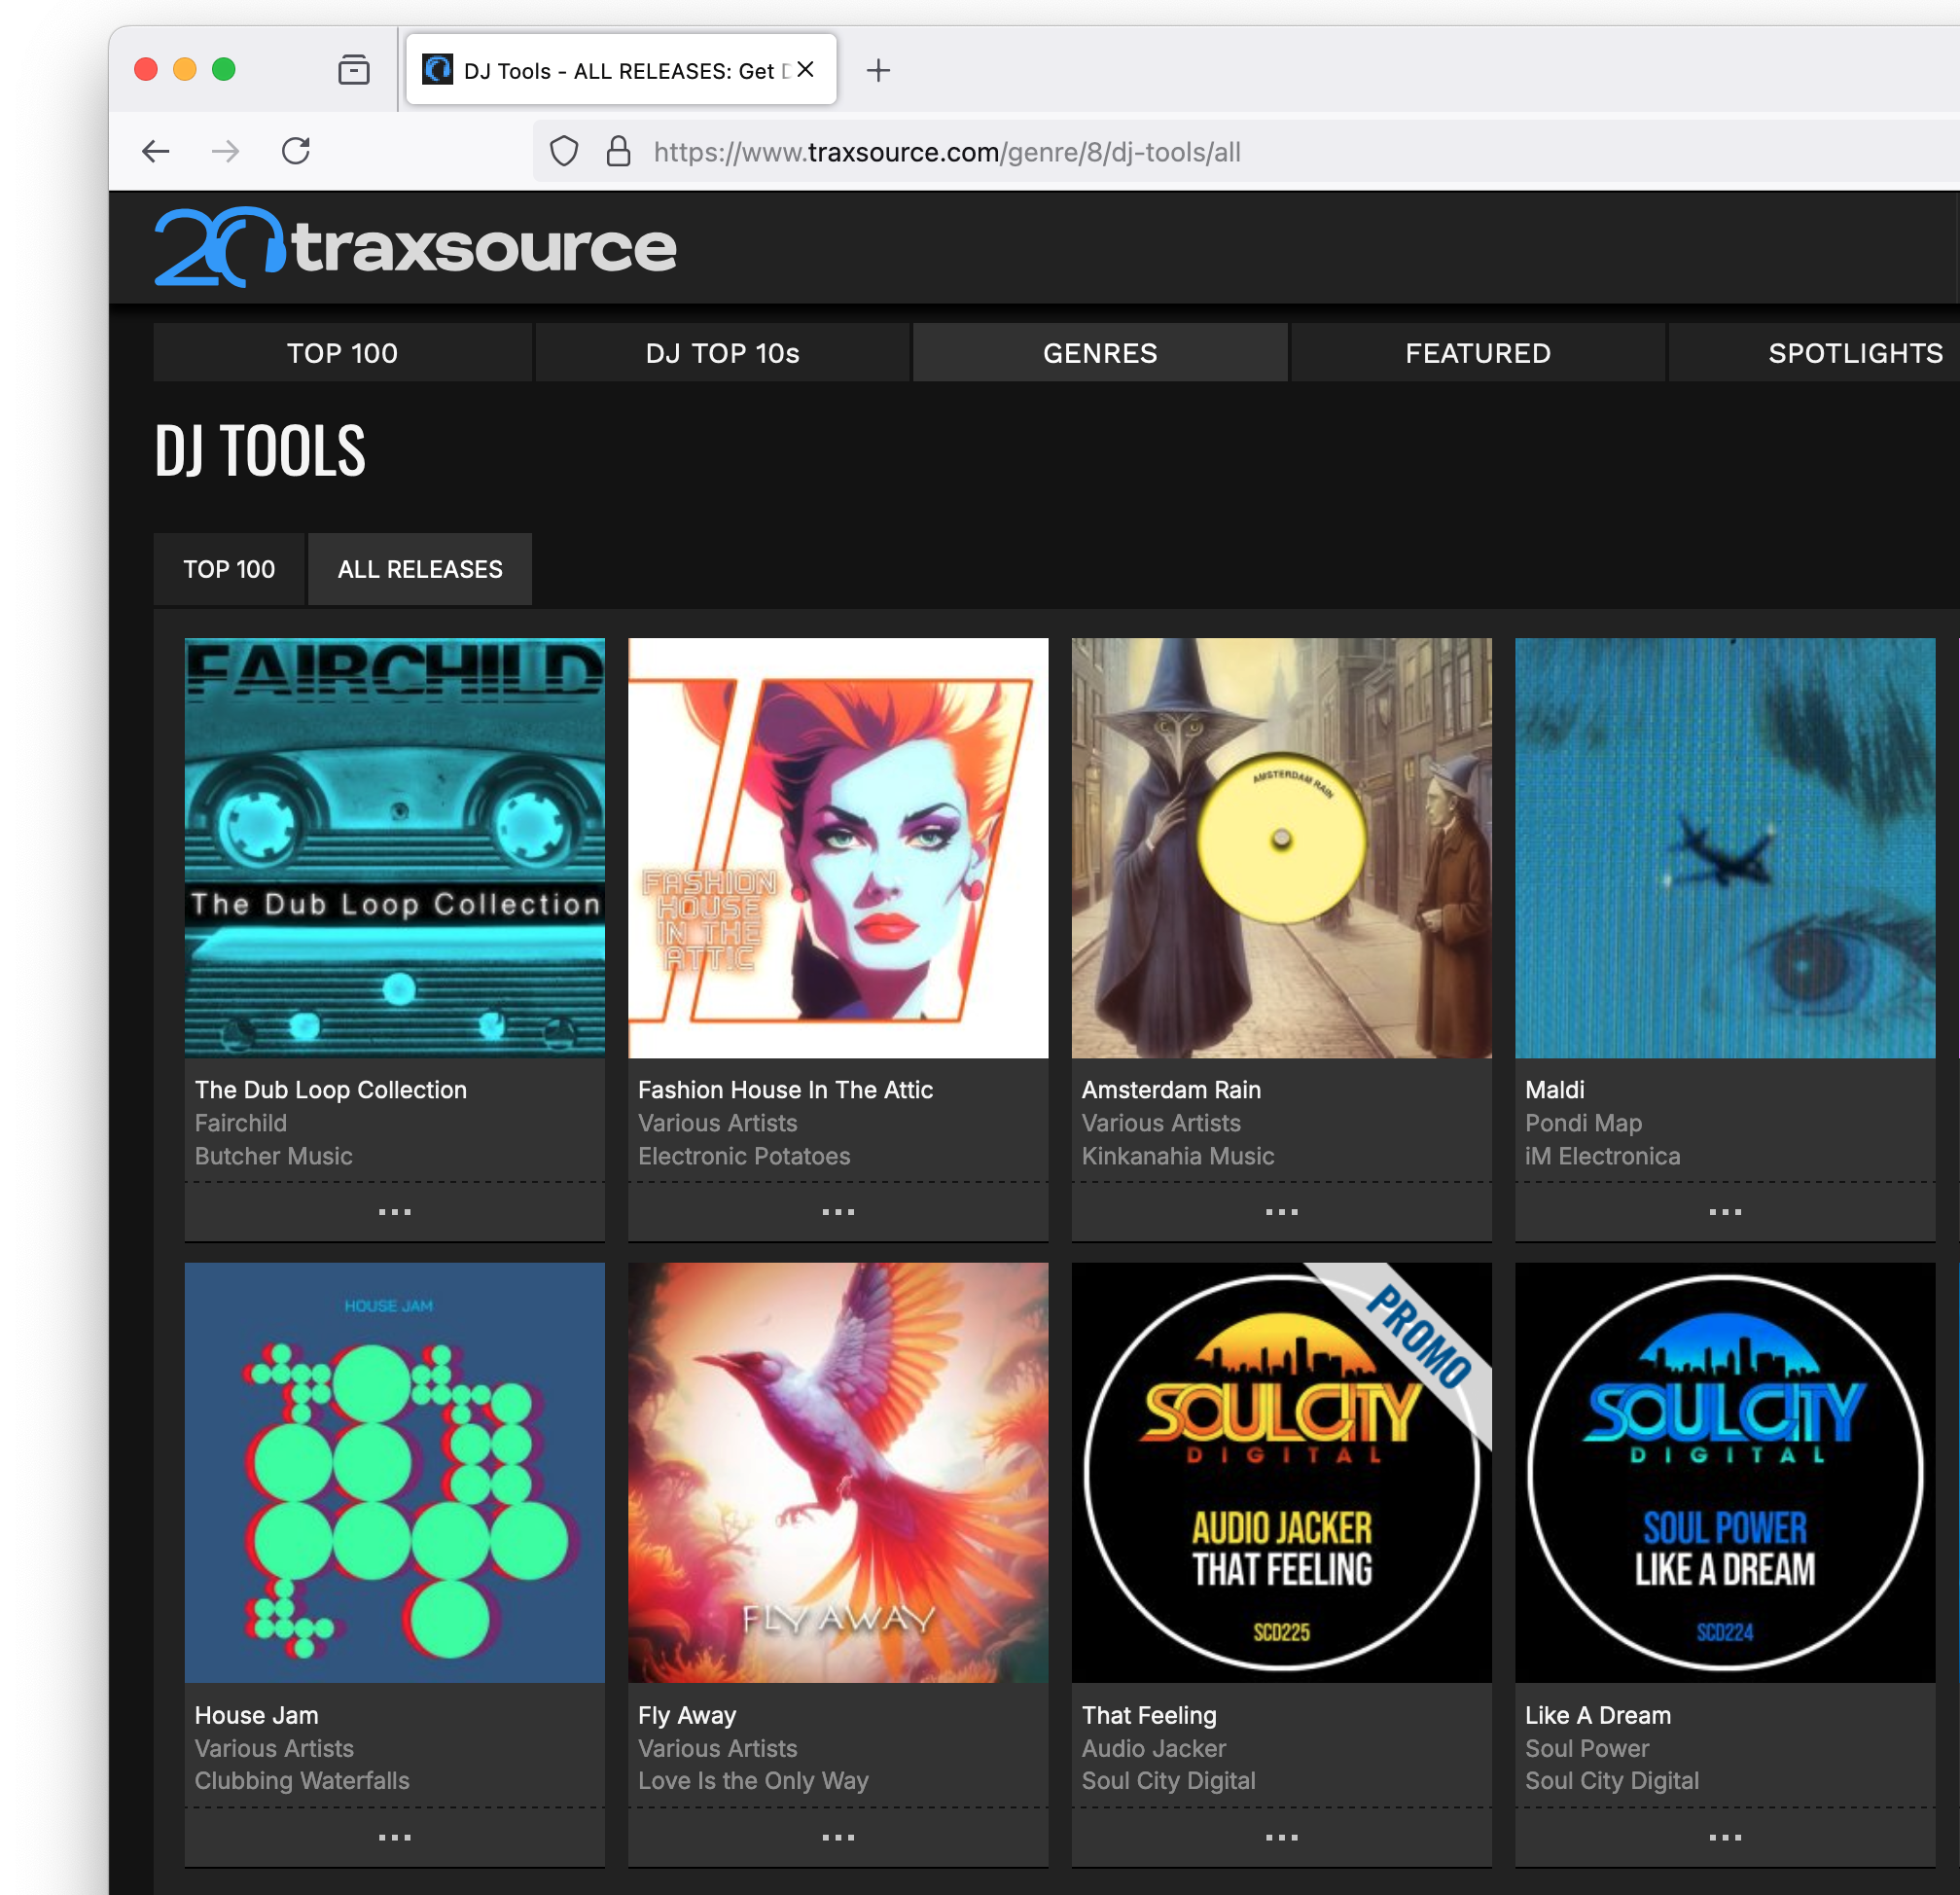 DJ Tools - ALL RELEASES: Get D
https://www.traxsource.com/genre/8/dj-tools/all
20 traxsource
TOP 100
DJ TOP 10s
GENRES
FEATURED
SPOTLIGHTS
DJ TOOLS
TOP 100
ALL RELEASES
FAIRCHILD
The Dub Loop Collection
The Dub Loop Collection
Fairchild
Butcher Music
...
FASHION
HOUSE
IN THE
ATTIC
Fashion House In The Attic
Various Artists
Electronic Potatoes
...
AMSTERDAM RAIN
Amsterdam Rain
Various Artists
Kinkanahia Music
...
Maldi
Pondi Map
iM Electronica
...
HOUSE JAM
House Jam
Various Artists
Clubbing Waterfalls
...
FLY AWAY
Fly Away
Various Artists
Love Is the Only Way
...
PROMO
SOUL CITY
DIGITAL
AUDIO JACKER
THAT FEELING
SCD225
That Feeling
Audio Jacker
Soul City Digital
...
SOUL CITY
DIGITAL
SOUL POWER
LIKE A DREAM
SCD224
Like A Dream
Soul Power
Soul City Digital
...